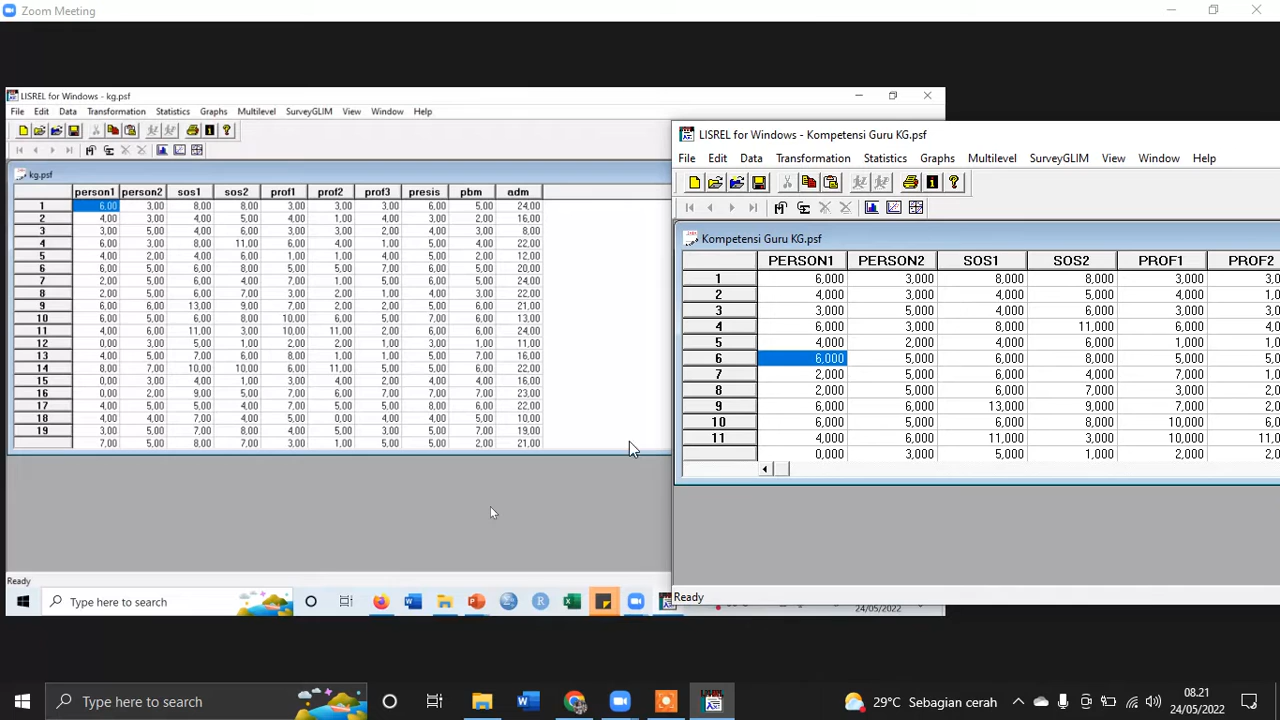 Zoom Meeting
LISREL for Windows - kg.psf
File Edit Data Transformation Statistics Graphs Multilevel SurveyGLIM View Window Help
kg.psf
person1 person2 sos1 sos2 prof1 prof2 prof3 presis pbm adm
1 6,00 3,00 8,00 8,00 3,00 3,00 3,00 6,00 5,00 24,00
2 4,00 3,00 4,00 5,00 4,00 1,00 4,00 4,00 2,00 16,00
3 3,00 5,00 4,00 6,00 3,00 3,00 2,00 4,00 3,00 8,00
4 6,00 3,00 8,00 11,00 6,00 4,00 1,00 5,00 4,00 22,00
5 4,00 2,00 4,00 6,00 1,00 1,00 4,00 5,00 2,00 12,00
6 6,00 5,00 6,00 8,00 5,00 5,00 7,00 6,00 5,00 20,00
7 2,00 5,00 6,00 4,00 7,00 1,00 5,00 4,00 5,00 24,00
8 2,00 5,00 6,00 7,00 3,00 2,00 1,00 4,00 3,00 22,00
9 6,00 6,00 13,00 9,00 7,00 2,00 2,00 5,00 6,00 21,00
10 6,00 5,00 6,00 8,00 10,00 6,00 5,00 7,00 6,00 13,00
11 4,00 6,00 11,00 3,00 10,00 11,00 2,00 6,00 6,00 24,00
12 0,00 3,00 5,00 1,00 2,00 2,00 1,00 3,00 1,00 11,00
13 4,00 5,00 7,00 6,00 8,00 1,00 1,00 5,00 7,00 16,00
14 8,00 7,00 10,00 10,00 6,00 11,00 5,00 5,00 6,00 22,00
15 0,00 3,00 4,00 1,00 3,00 4,00 2,00 4,00 4,00 16,00
16 0,00 2,00 9,00 5,00 7,00 6,00 7,00 7,00 7,00 23,00
17 4,00 5,00 5,00 4,00 7,00 5,00 5,00 8,00 6,00 22,00
18 4,00 4,00 7,00 4,00 5,00 0,00 4,00 4,00 5,00 10,00
19 3,00 5,00 7,00 8,00 4,00 5,00 3,00 5,00 7,00 19,00
7,00 5,00 8,00 7,00 3,00 1,00 5,00 5,00 2,00 21,00
Ready
Type here to search
24/05/2022
LISREL for Windows - Kompetensi Guru KG.psf
File Edit Data Transformation Statistics Graphs Multilevel SurveyGLIM View Window Help
Kompetensi Guru KG.psf
PERSON1 PERSON2 SOS1 SOS2 PROF1 PROF2
1 6,000 3,000 8,000 8,000 3,000 3,0
2 4,000 3,000 4,000 5,000 4,000 1,0
3 3,000 5,000 4,000 6,000 3,000 3,0
4 6,000 3,000 8,000 11,000 6,000 4,0
5 4,000 2,000 4,000 6,000 1,000 1,0
6 6,000 5,000 6,000 8,000 5,000 5,0
7 2,000 5,000 6,000 4,000 7,000 1,0
8 2,000 5,000 6,000 7,000 3,000 2,0
9 6,000 6,000 13,000 9,000 7,000 2,0
10 6,000 5,000 6,000 8,000 10,000 6,0
11 4,000 6,000 11,000 3,000 10,000 11,0
0,000 3,000 5,000 1,000 2,000 2,0
Ready
Type here to search
29°C Sebagian cerah
08.21
24/05/2022